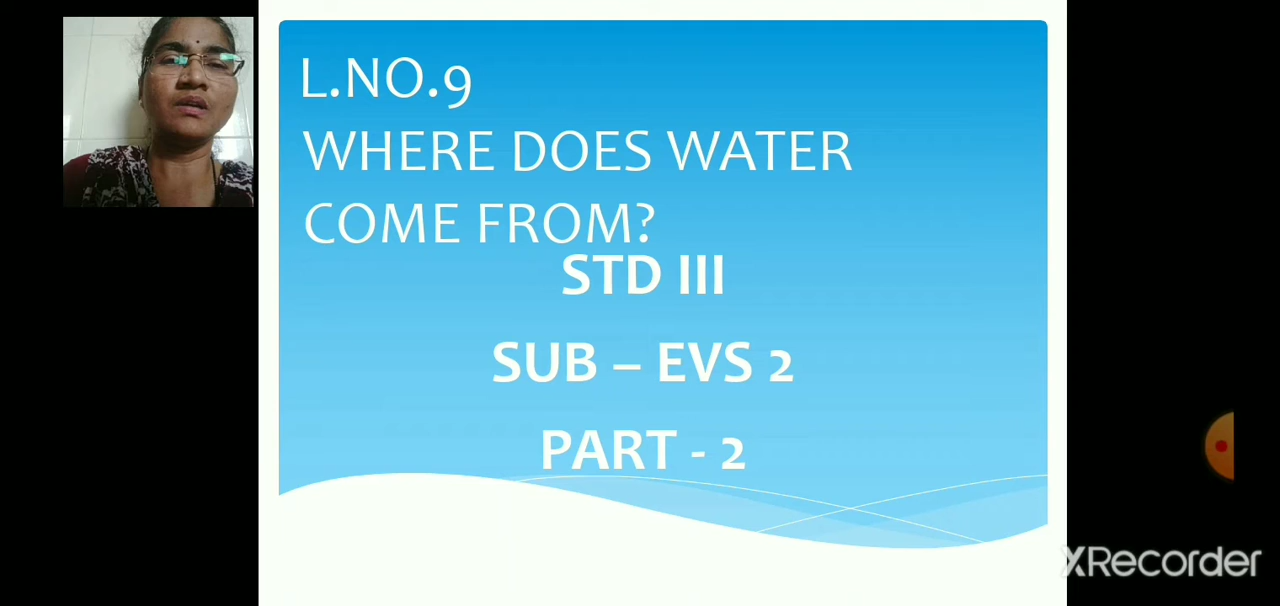 L.NO.9
WHERE DOES WATER
COME FROM?
STD III
SUB – EVS 2
PART - 2
XRecorder